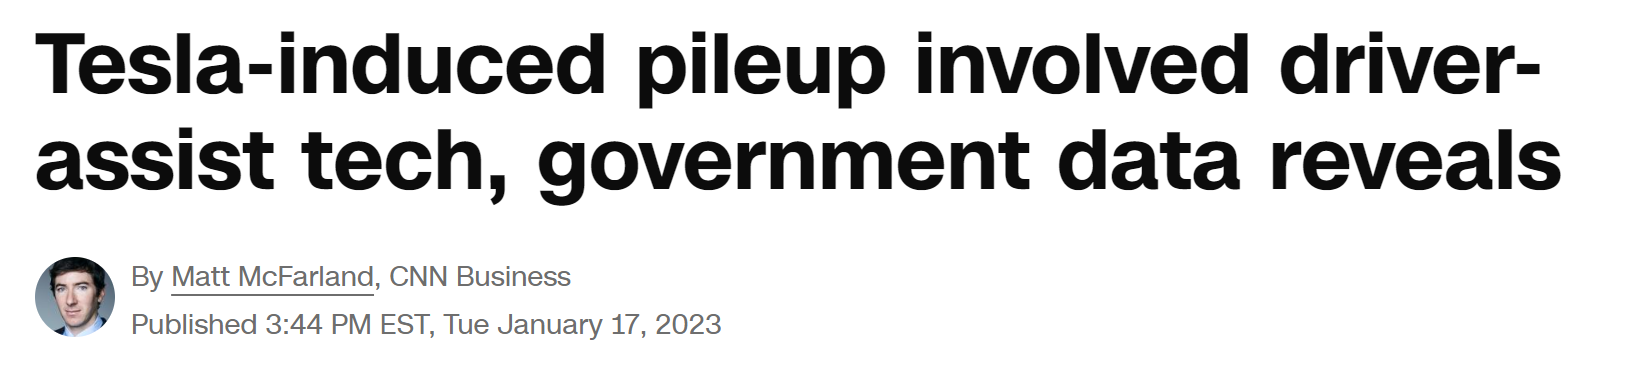 Tesla-induced pileup involved driver-
assist tech, government data reveals
By Matt McFarland, CNN Business
Published 3:44 PM EST, Tue January 17, 2023